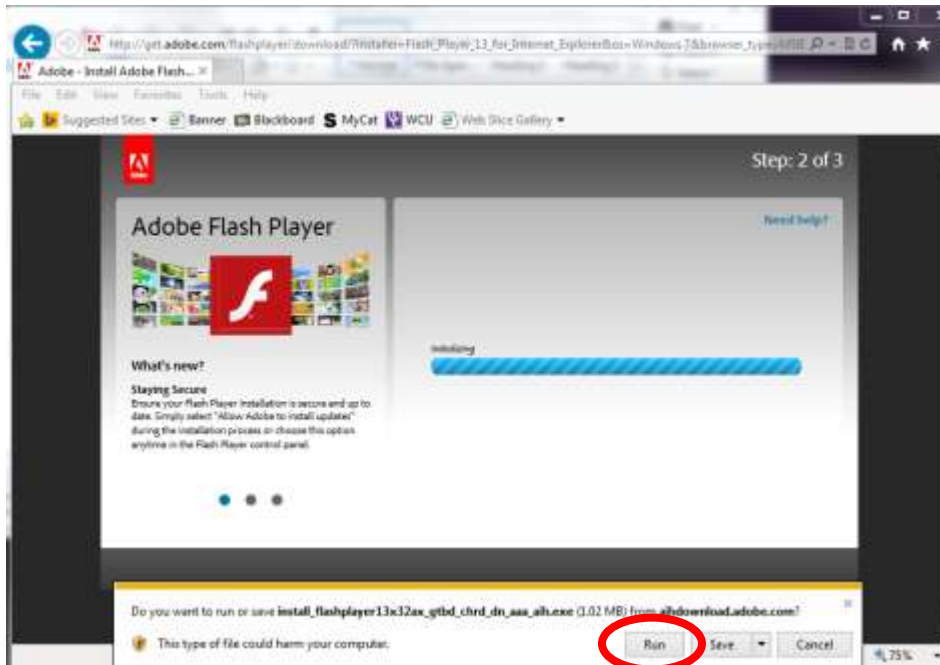 http://get.adobe.com/flashplayer/download/?installer=Flash_Player_13_for_Internet_Explorer&os=Windows 7&browser_type=
Adobe - Install Adobe Flash...
File Edit View Favorites Tools Help
Suggested Sites Banner Blackboard MyCat WCU Web Slice Gallery
Step: 2 of 3
Adobe Flash Player
Need help?
Initializing
What's new?
Staying Secure
Ensure your Flash Player installation is secure and up to
date. Simply select "Allow Adobe to install updates"
during the installation process or choose this option
anytime in the Flash Player control panel.
Do you want to run or save install_flashplayer13x32ax_gtbd_chrd_dn_aaa_aih.exe (1.02 MB) from aihdownload.adobe.com?
This type of file could harm your computer.
Run Save Cancel
75%